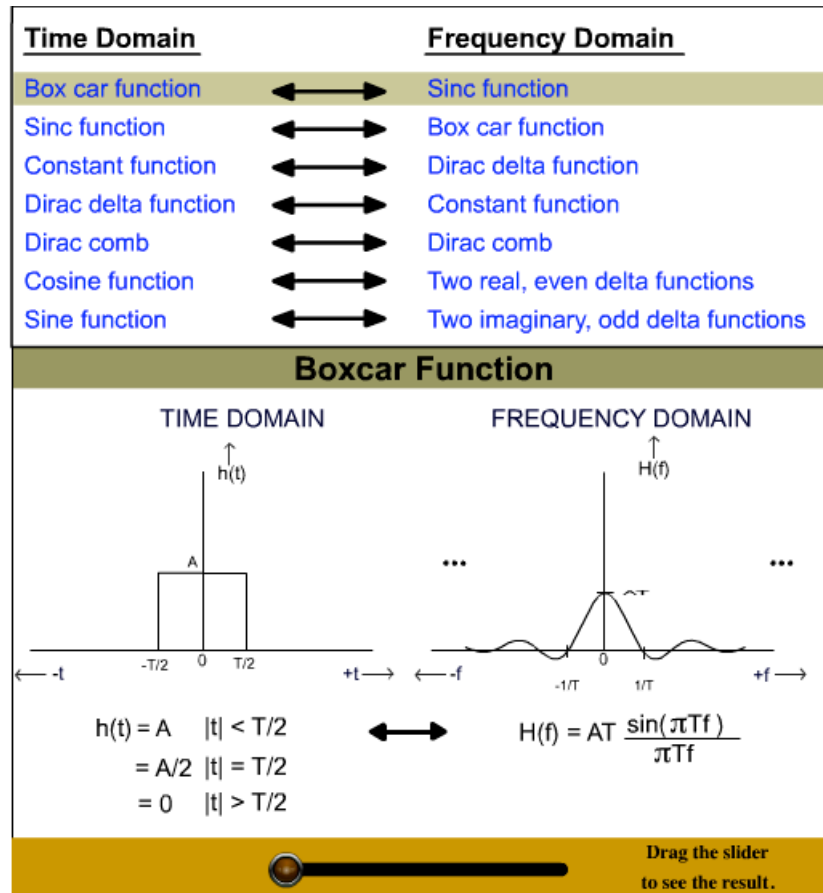 Time Domain Frequency Domain
Box car function Sinc function
Sinc function Box car function
Constant function Dirac delta function
Dirac delta function Constant function
Dirac comb Dirac comb
Cosine function Two real, even delta functions
Sine function Two imaginary, odd delta functions
Boxcar Function
TIME DOMAIN FREQUENCY DOMAIN
h(t) H(f)
A
... ...
AT
-T/2 0 T/2 0
-1/T 1/T
-t +t -f +f
h(t) = A |t| < T/2 H(f) = AT sin(πTf)/πTf
= A/2 |t| = T/2
= 0 |t| > T/2
Drag the slider
to see the result.